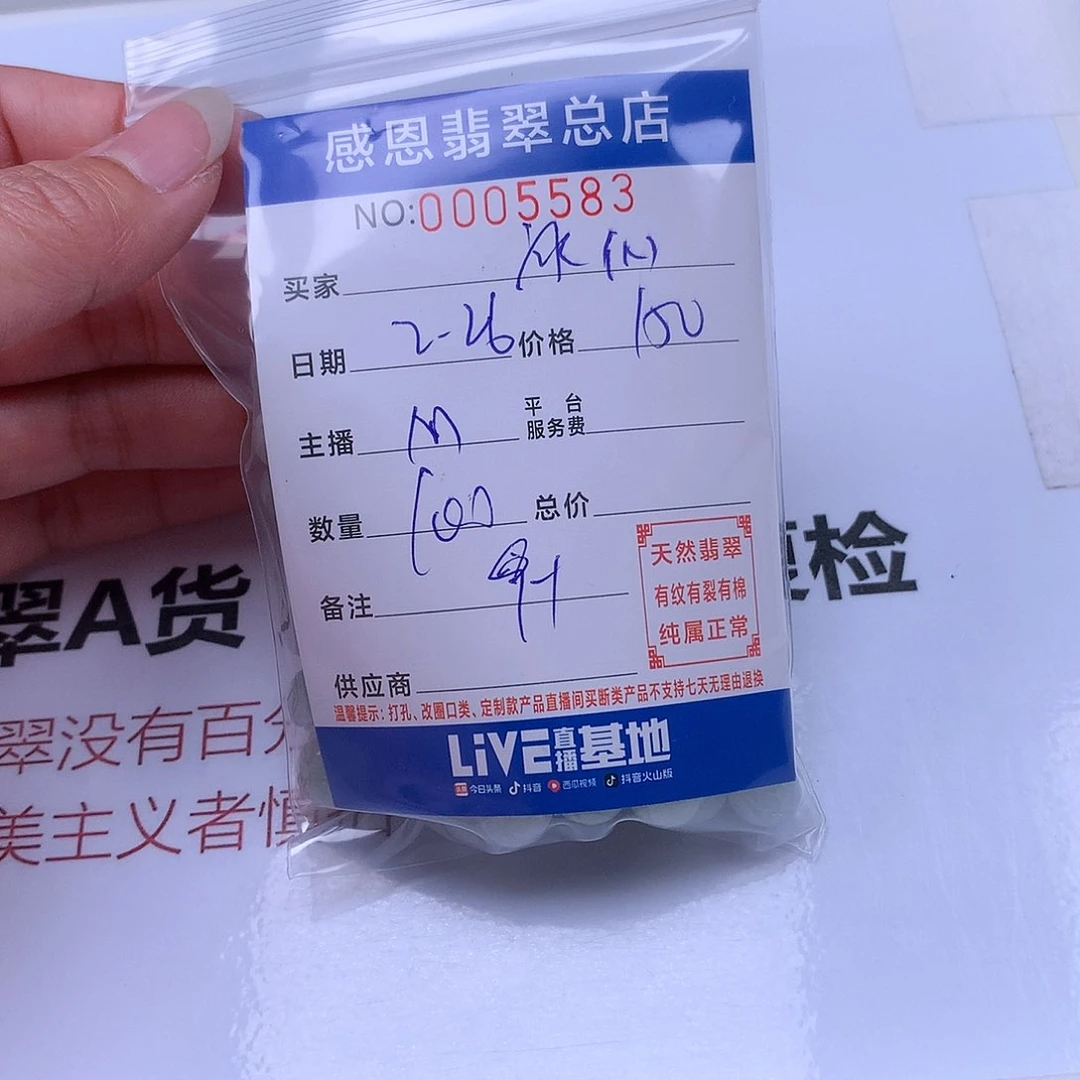 感恩翡翠总店
NO:0005583
买家
日期 2-26 价格 150
主播 M 平台服务费
数量 总价
备注
天然翡翠
有纹有裂有棉
纯属正常
供应商
温馨提示：打孔、改圈口类、定制款产品直播间买断类产品不支持七天无理由退换
LiVE直播基地
今日头条 抖音 西瓜视频 抖音火山版
翠A货 复检
翠没有百分
美主义者慎